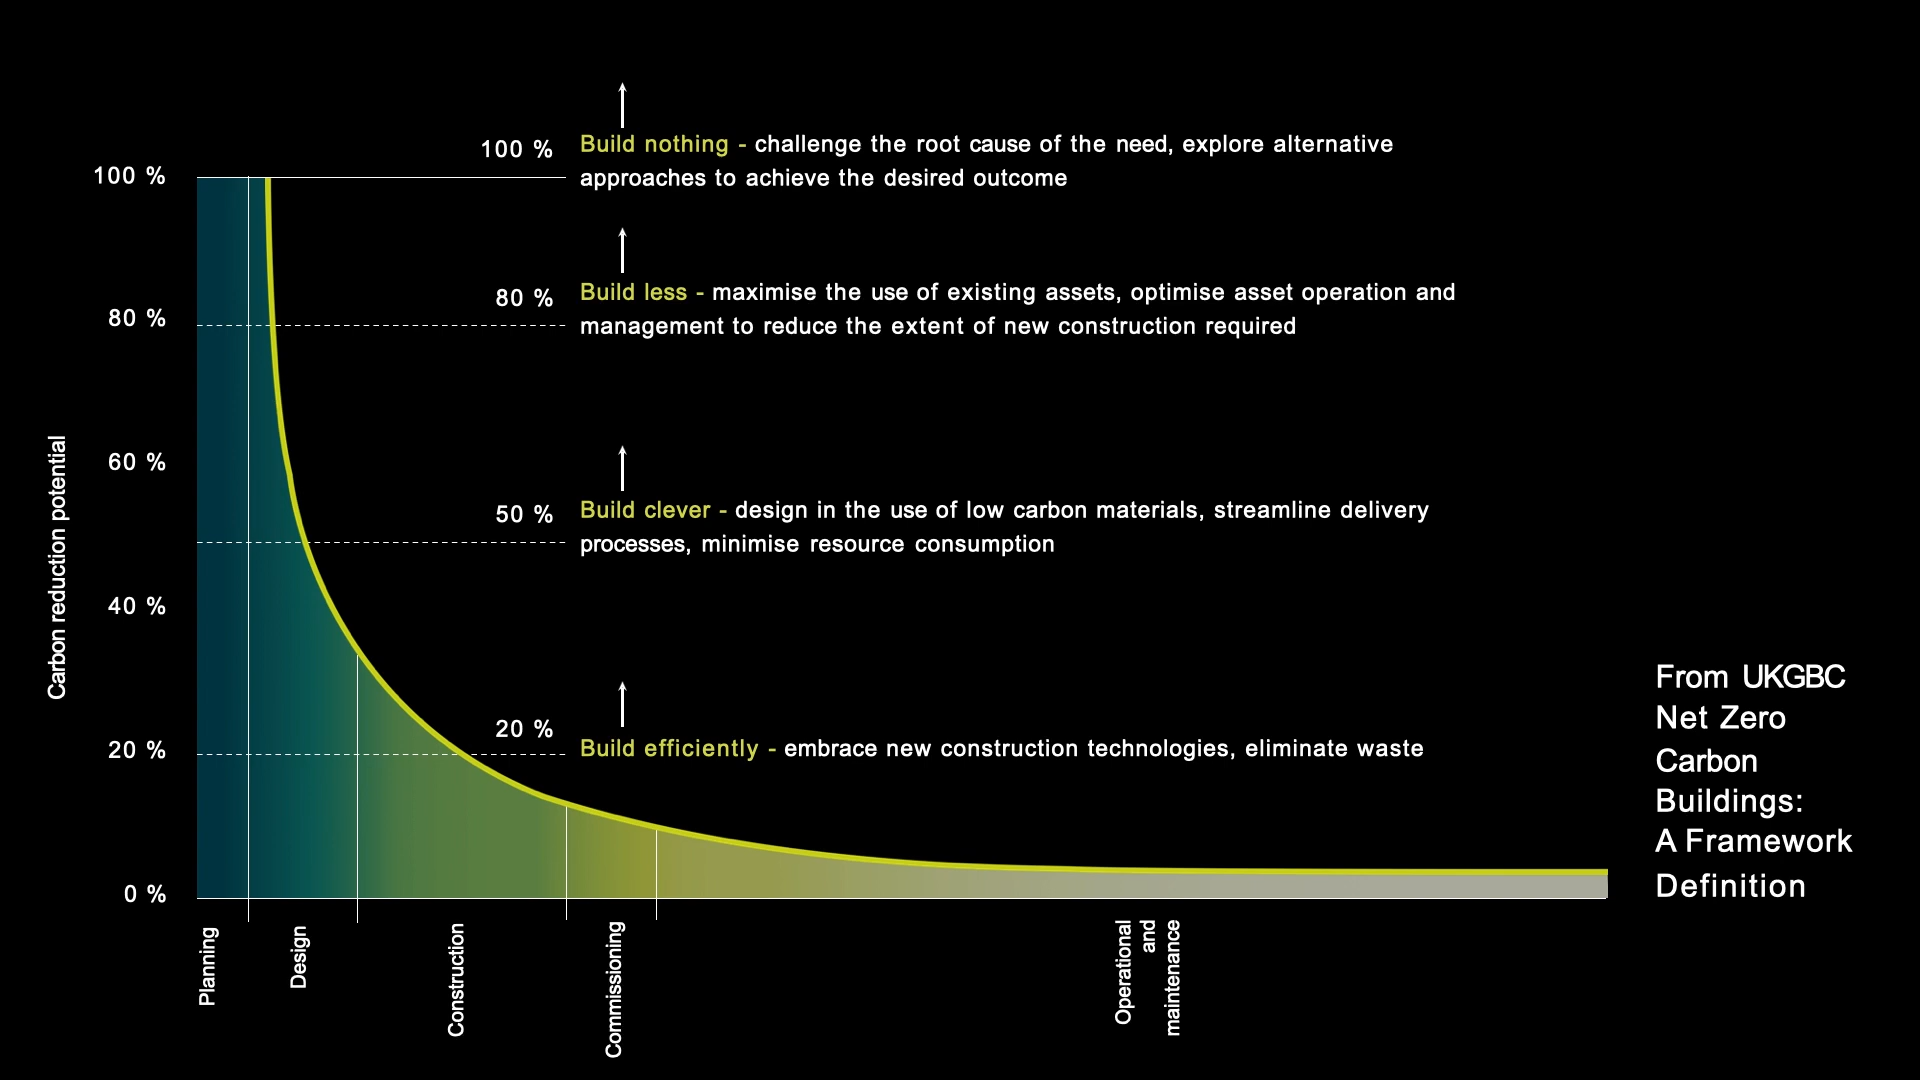 100 %
Build nothing - challenge the root cause of the need, explore alternative
approaches to achieve the desired outcome
80 %
Build less - maximise the use of existing assets, optimise asset operation and
management to reduce the extent of new construction required
50 %
Build clever - design in the use of low carbon materials, streamline delivery
processes, minimise resource consumption
20 %
Build efficiently - embrace new construction technologies, eliminate waste
Carbon reduction potential
100 %
80 %
60 %
40 %
20 %
0 %
Planning
Design
Construction
Commissioning
Operational
and
maintenance
From UKGBC
Net Zero
Carbon
Buildings:
A Framework
Definition